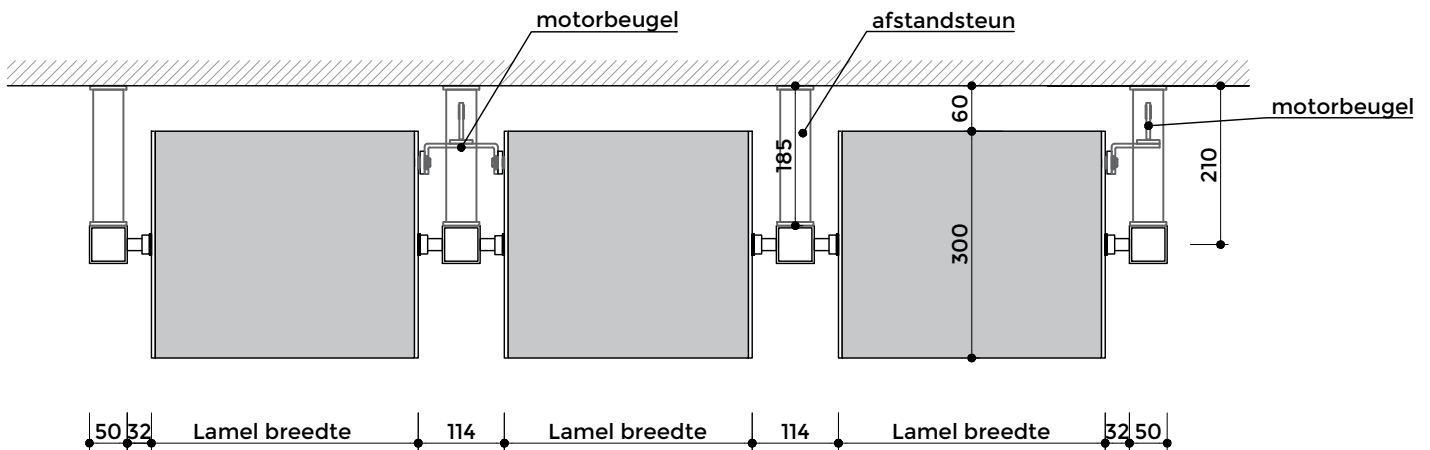 motorbeugel
afstandsteun
motorbeugel
60
185
210
300
50 32 Lamel breedte 114 Lamel breedte 114 Lamel breedte 32 50